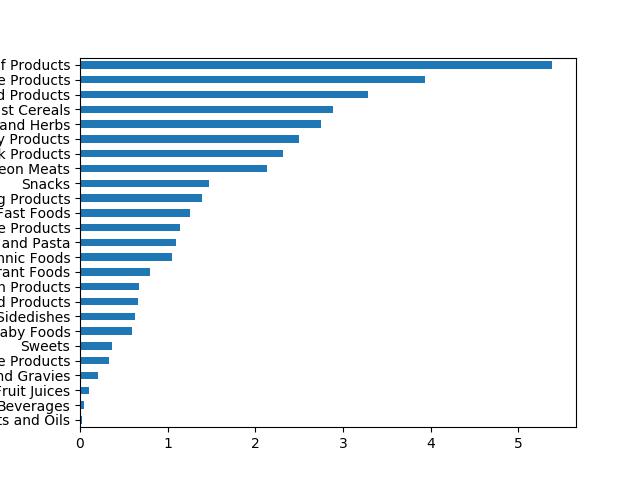 f Products
e Products
d Products
st Cereals
and Herbs
y Products
k Products
eon Meats
Snacks
g Products
Fast Foods
e Products
and Pasta
nnic Foods
rant Foods
h Products
d Products
Sidedishes
aby Foods
Sweets
e Products
nd Gravies
Fruit Juices
Beverages
ts and Oils
0 1 2 3 4 5